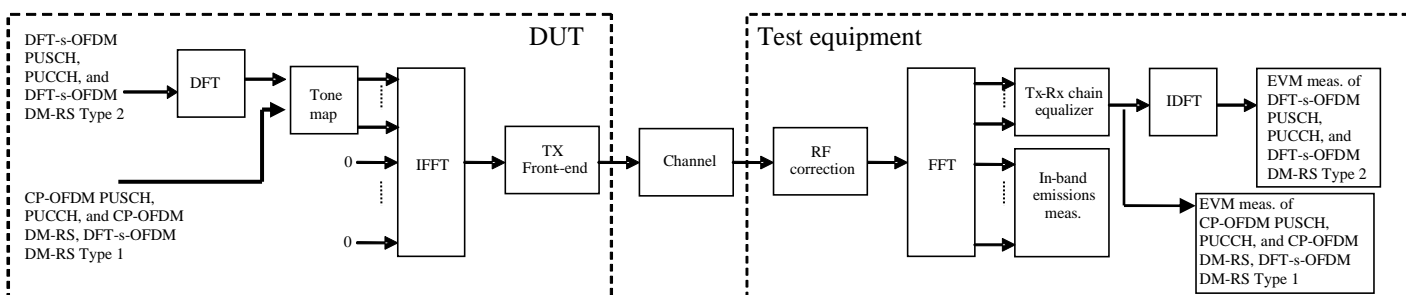 DUT
Test equipment
DFT-s-OFDM
PUSCH,
PUCCH, and
DFT-s-OFDM
DM-RS Type 2
DFT
Tone
map
CP-OFDM PUSCH,
PUCCH, and CP-OFDM
DM-RS, DFT-s-OFDM
DM-RS Type 1
0
0
IFFT
TX
Front--end
Channel
RF
correction
FFT
Tx-Rx chain
equalizer
In-band
emissions
meas.
IDFT
EVM meas. of
DFT-s-OFDM
PUSCH,
PUCCH, and
DFT-s-OFDM
DM-RS Type 2
EVM meas. of
CP-OFDM PUSCH,
PUCCH, and CP-OFDM
DM-RS, DFT-s-OFDM
DM-RS Type 1